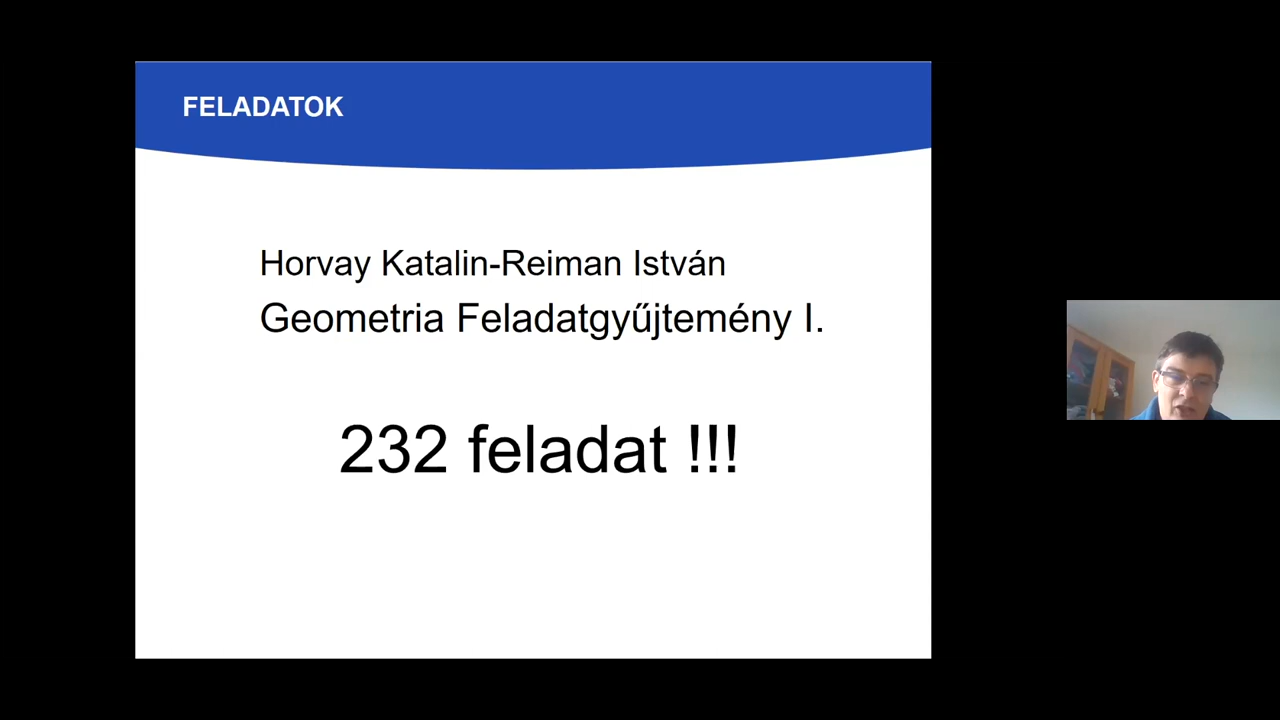 FELADATOK
Horvay Katalin-Reiman István
Geometria Feladatgyűjtemény I.
232 feladat !!!